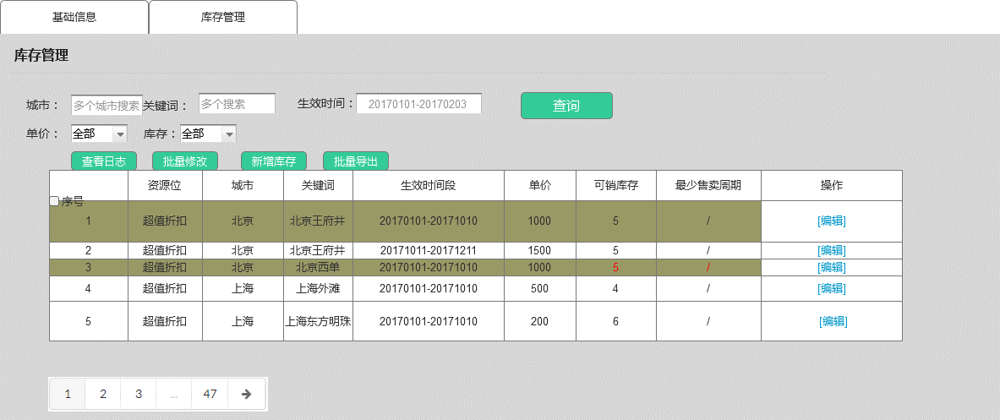 基础信息 库存管理
库存管理
城市： 多个城市搜索 关键词： 多个搜索 生效时间： 20170101-20170203 查询
单价： 全部 库存： 全部
查看日志 批量修改 新增库存 批量导出
序号 资源位 城市 关键词 生效时间段 单价 可销库存 最少售卖周期 操作
1 超值折扣 北京 北京王府井 20170101-20171010 1000 5 / [编辑]
2 超值折扣 北京 北京王府井 20171011-20171211 1500 5 / [编辑]
3 超值折扣 北京 北京西单 20170101-20171010 1000 5 / [编辑]
4 超值折扣 上海 上海外滩 20170101-20171010 500 4 / [编辑]
5 超值折扣 上海 上海东方明珠 20170101-20171010 200 6 / [编辑]
1 2 3 ... 47 →